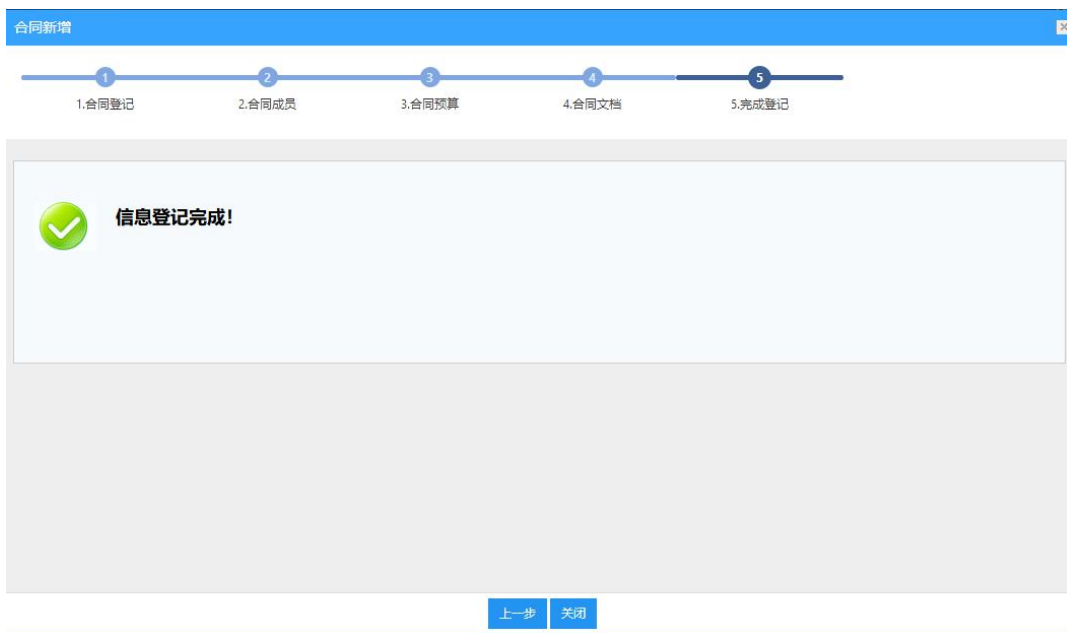 合同新增
1 2 3 4 5
1.合同登记 2.合同成员 3.合同预算 4.合同文档 5.完成登记
信息登记完成!
上一步 关闭